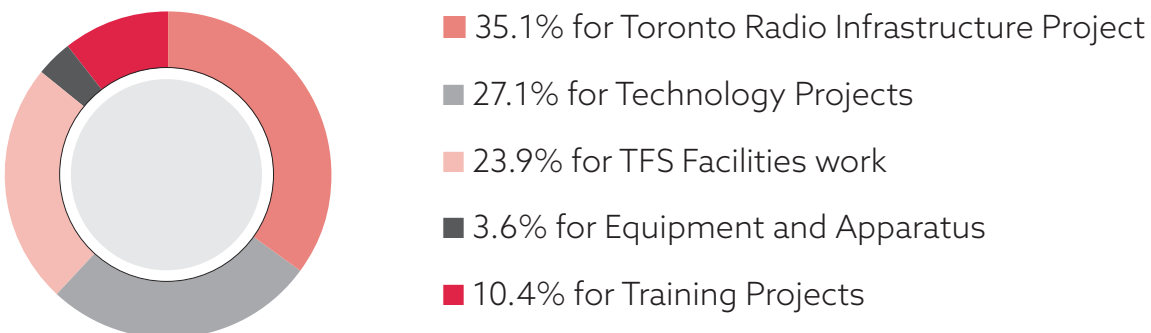 35.1% for Toronto Radio Infrastructure Project
27.1% for Technology Projects
23.9% for TFS Facilities work
3.6% for Equipment and Apparatus
10.4% for Training Projects